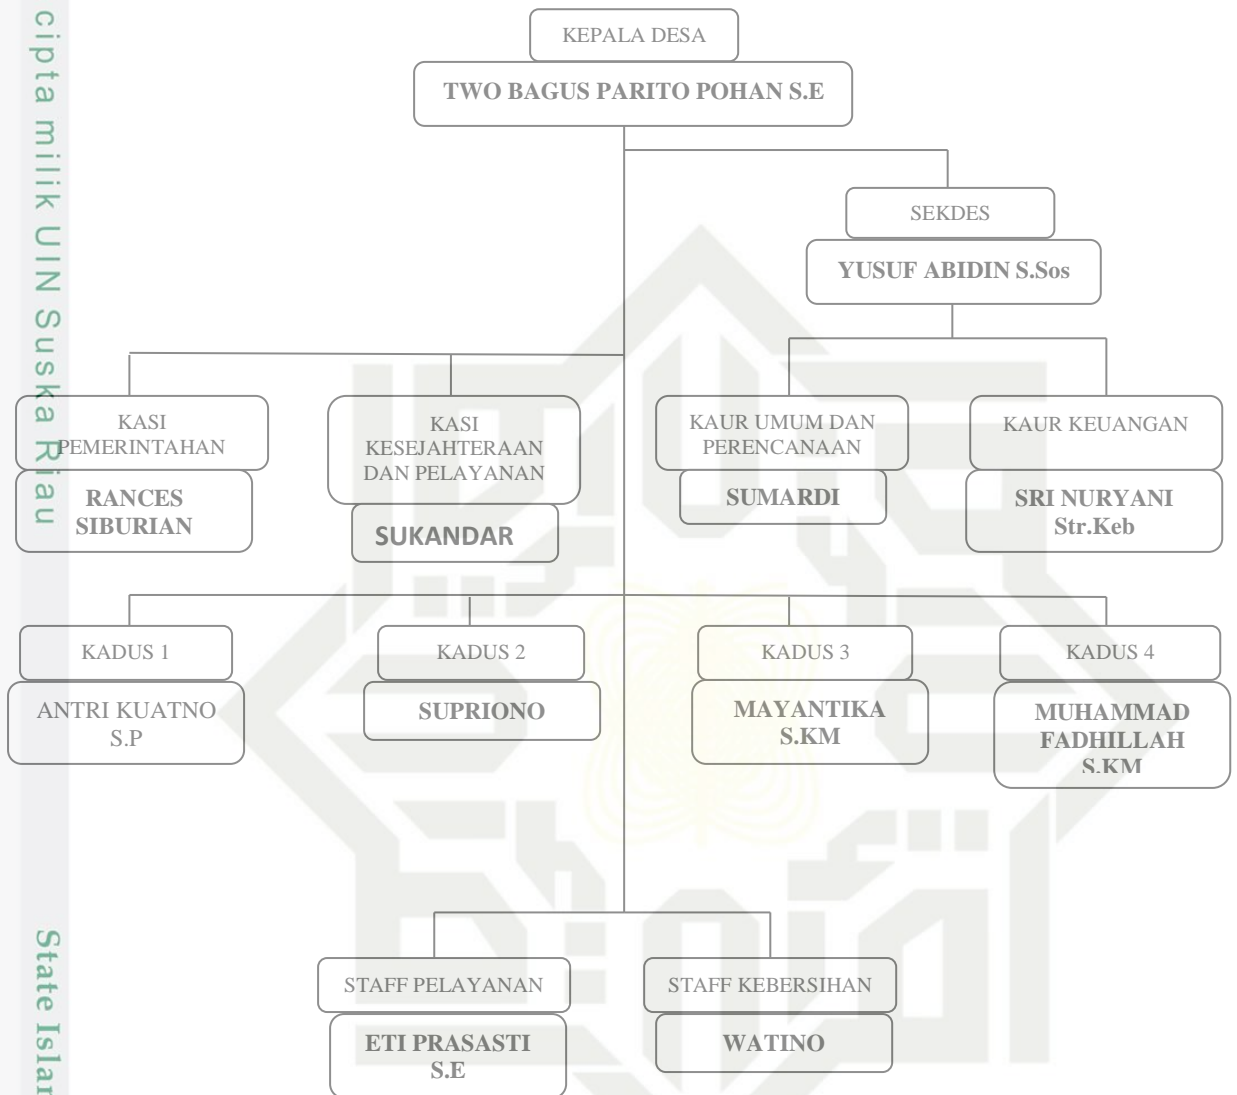 cipta milik UIN Suska Riau
State Islam
KEPALA DESA
TWO BAGUS PARITO POHAN S.E
SEKDES
YUSUF ABIDIN S.Sos
KASI
PEMERINTAHAN
RANCES
SIBURIAN
KASI
KESEJAHTERAAN
DAN PELAYANAN
SUKANDAR
KAUR UMUM DAN
PERENCANAAN
SUMARDI
KAUR KEUANGAN
SRI NURYANI
Str.Keb
KADUS 1
ANTRI KUATNO
S.P
KADUS 2
SUPRIONO
KADUS 3
MAYANTIKA
S.KM
KADUS 4
MUHAMMAD
FADHILLAH
S.KM
STAFF PELAYANAN
ETI PRASASTI
S.E
STAFF KEBERSIHAN
WATINO